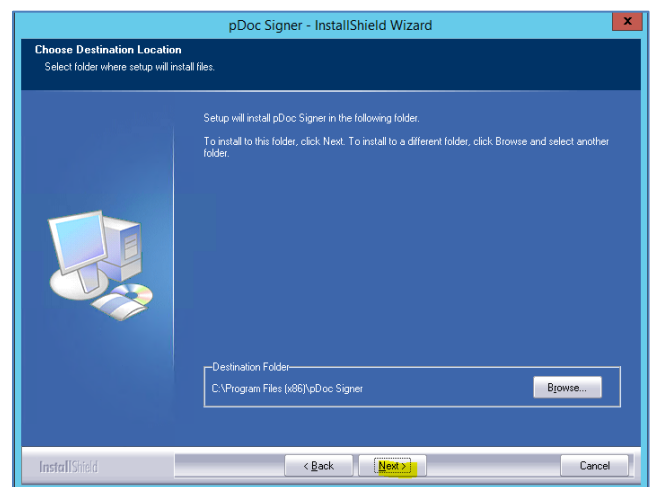 pDoc Signer - InstallShield Wizard
x
Choose Destination Location
Select folder where setup will install files.
Setup will install pDoc Signer in the following folder.
To install to this folder, click Next. To install to a different folder, click Browse and select another
folder.
Destination Folder
C:\Program Files (x86)\pDoc Signer
Browse...
InstallShield
< Back
Next >
Cancel